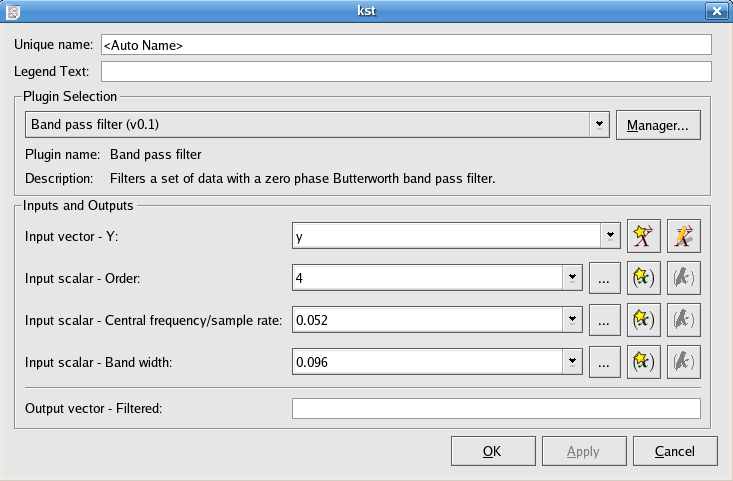 kst
Unique name: <Auto Name>
Legend Text:
Plugin Selection
Band pass filter (v0.1) Manager...
Plugin name: Band pass filter
Description: Filters a set of data with a zero phase Butterworth band pass filter.
Inputs and Outputs
Input vector - Y: y
Input scalar - Order: 4 ... (x) (k)
Input scalar - Central frequency/sample rate: 0.052 ... (x) (k)
Input scalar - Band width: 0.096 ... (x) (k)
Output vector - Filtered:
OK Apply Cancel